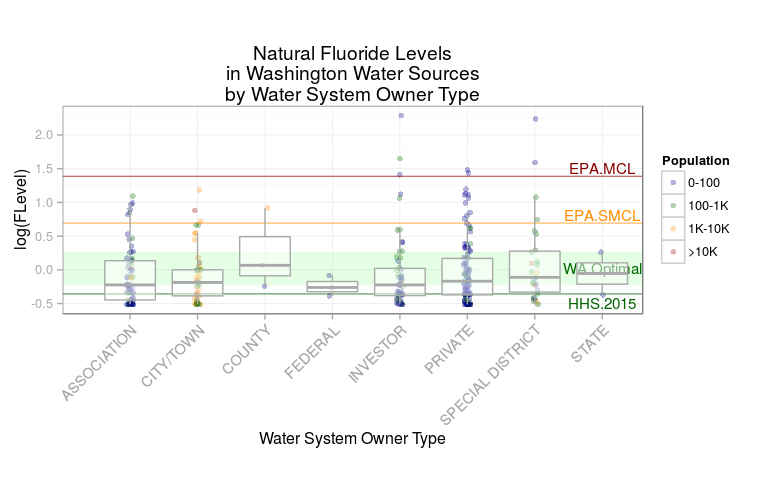 Natural Fluoride Levels
in Washington Water Sources
by Water System Owner Type
log(FLevel)
2.0
1.5
1.0
0.5
0.0
-0.5
EPA.MCL
EPA.SMCL
WA.Optimal
HHS.2015
ASSOCIATION
CITY/TOWN
COUNTY
FEDERAL
INVESTOR
PRIVATE
SPECIAL DISTRICT
STATE
Water System Owner Type
Population
0-100
100-1K
1K-10K
>10K